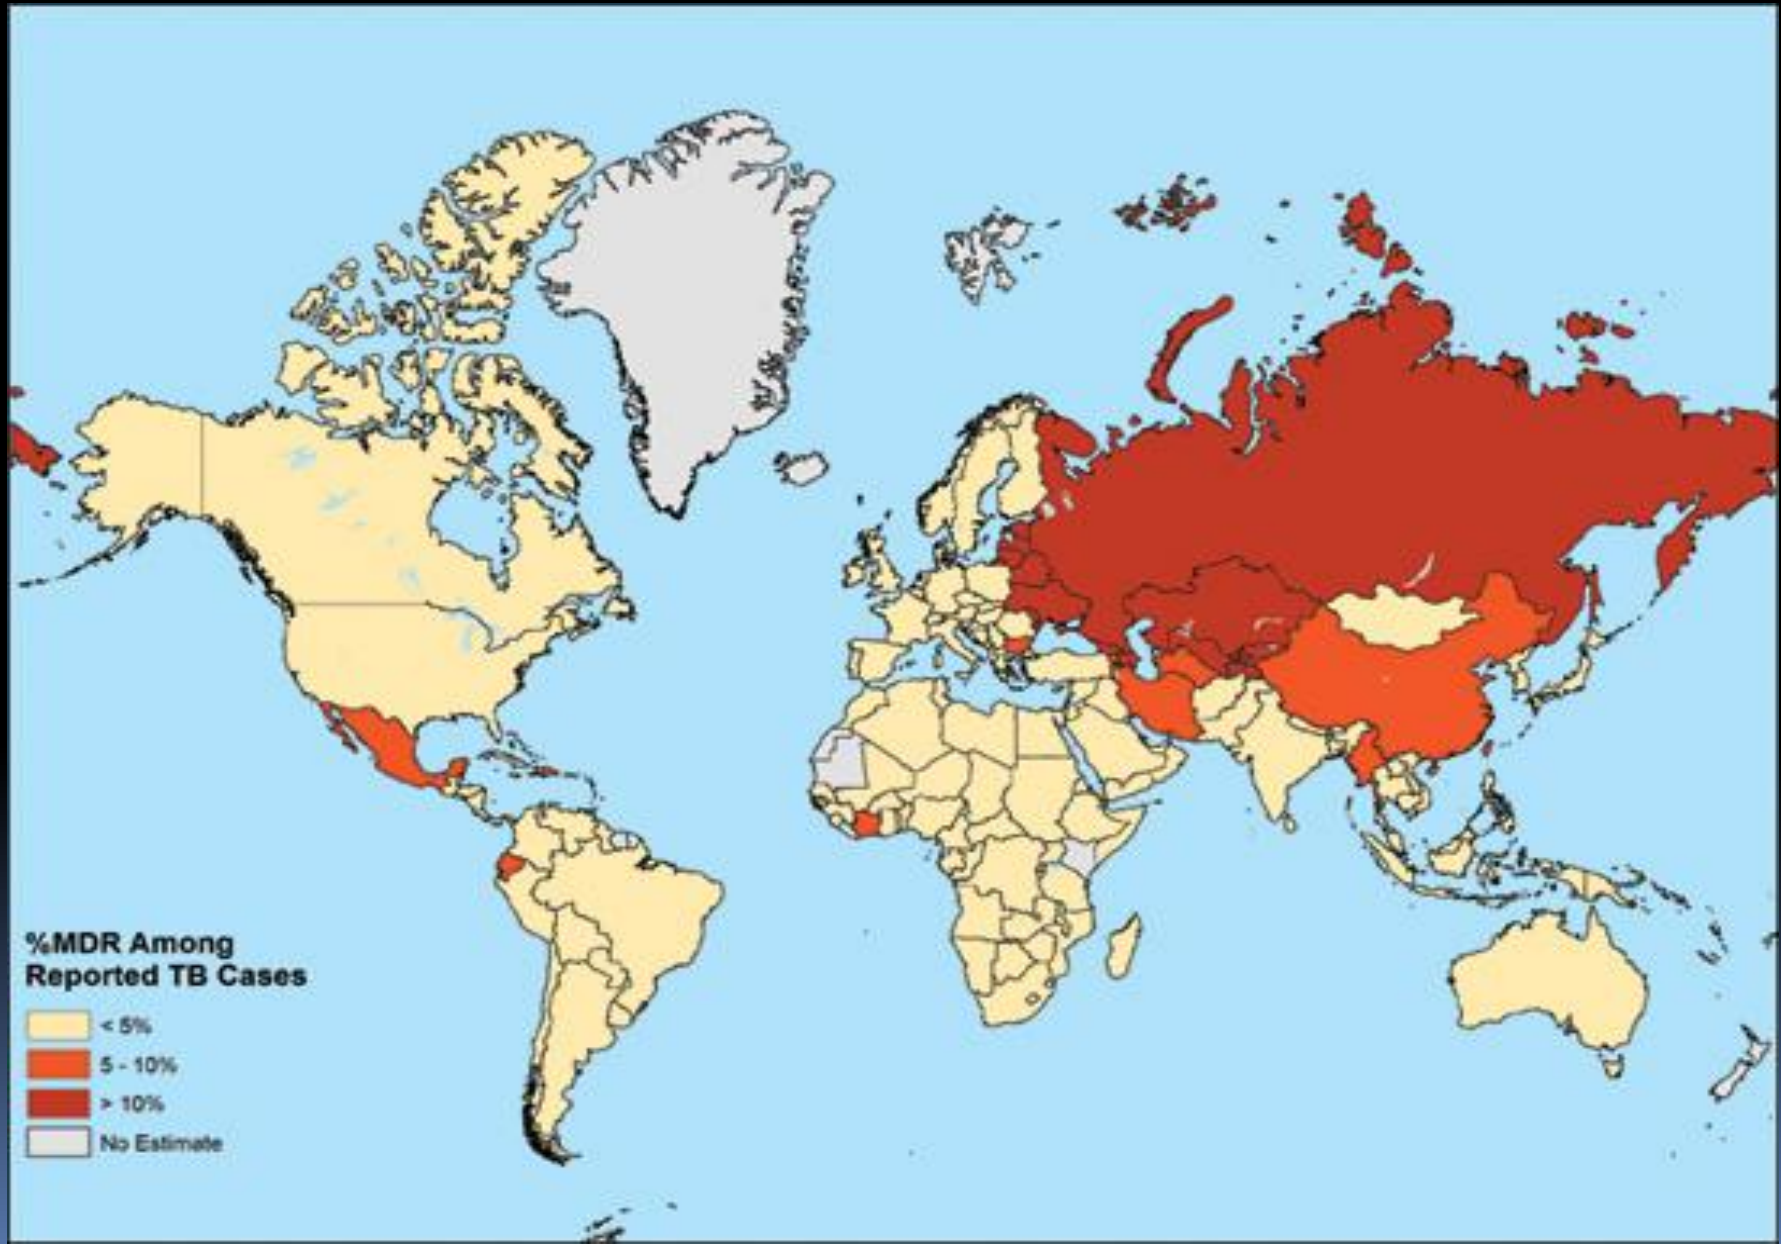 %MDR Among
Reported TB Cases
< 5%
5 - 10%
> 10%
No Estimate